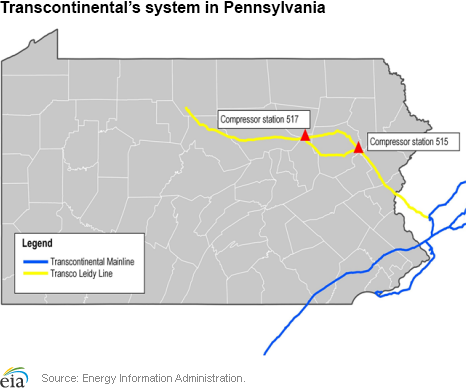 Transcontinental's system in Pennsylvania
Compressor station 517
Compressor station 515
Legend
Transcontinental Mainline
Transco Leidy Line
eia
Source: Energy Information Administration.